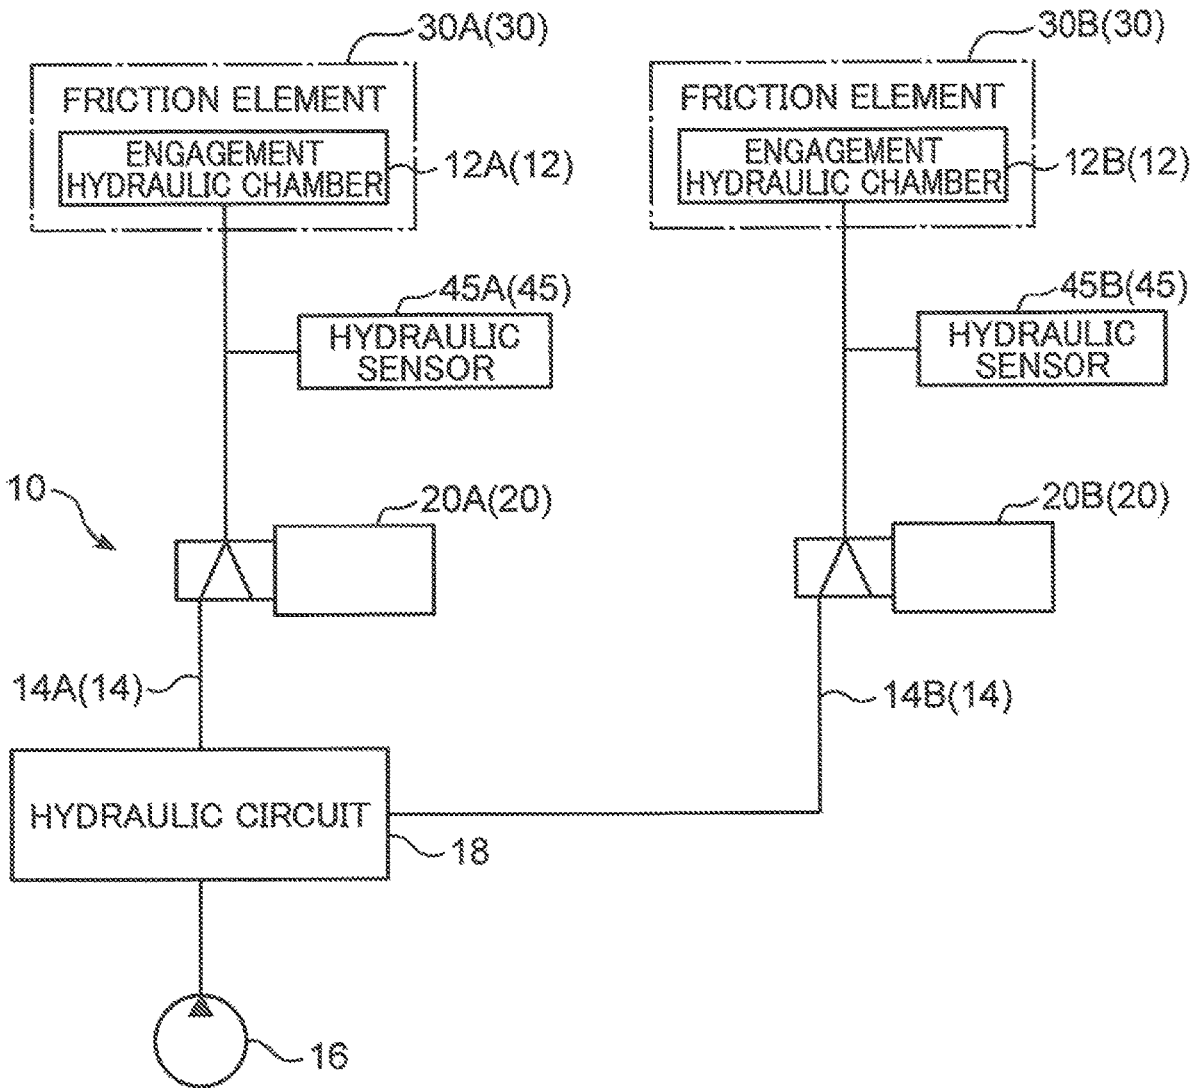 30A(30)
30B(30)
FRICTION ELEMENT
FRICTION ELEMENT
ENGAGEMENT
HYDRAULIC CHAMBER
12A(12)
ENGAGEMENT
HYDRAULIC CHAMBER
12B(12)
45A(45)
45B(45)
HYDRAULIC
SENSOR
HYDRAULIC
SENSOR
10
20A(20)
20B(20)
14A(14)
14B(14)
HYDRAULIC CIRCUIT
18
16